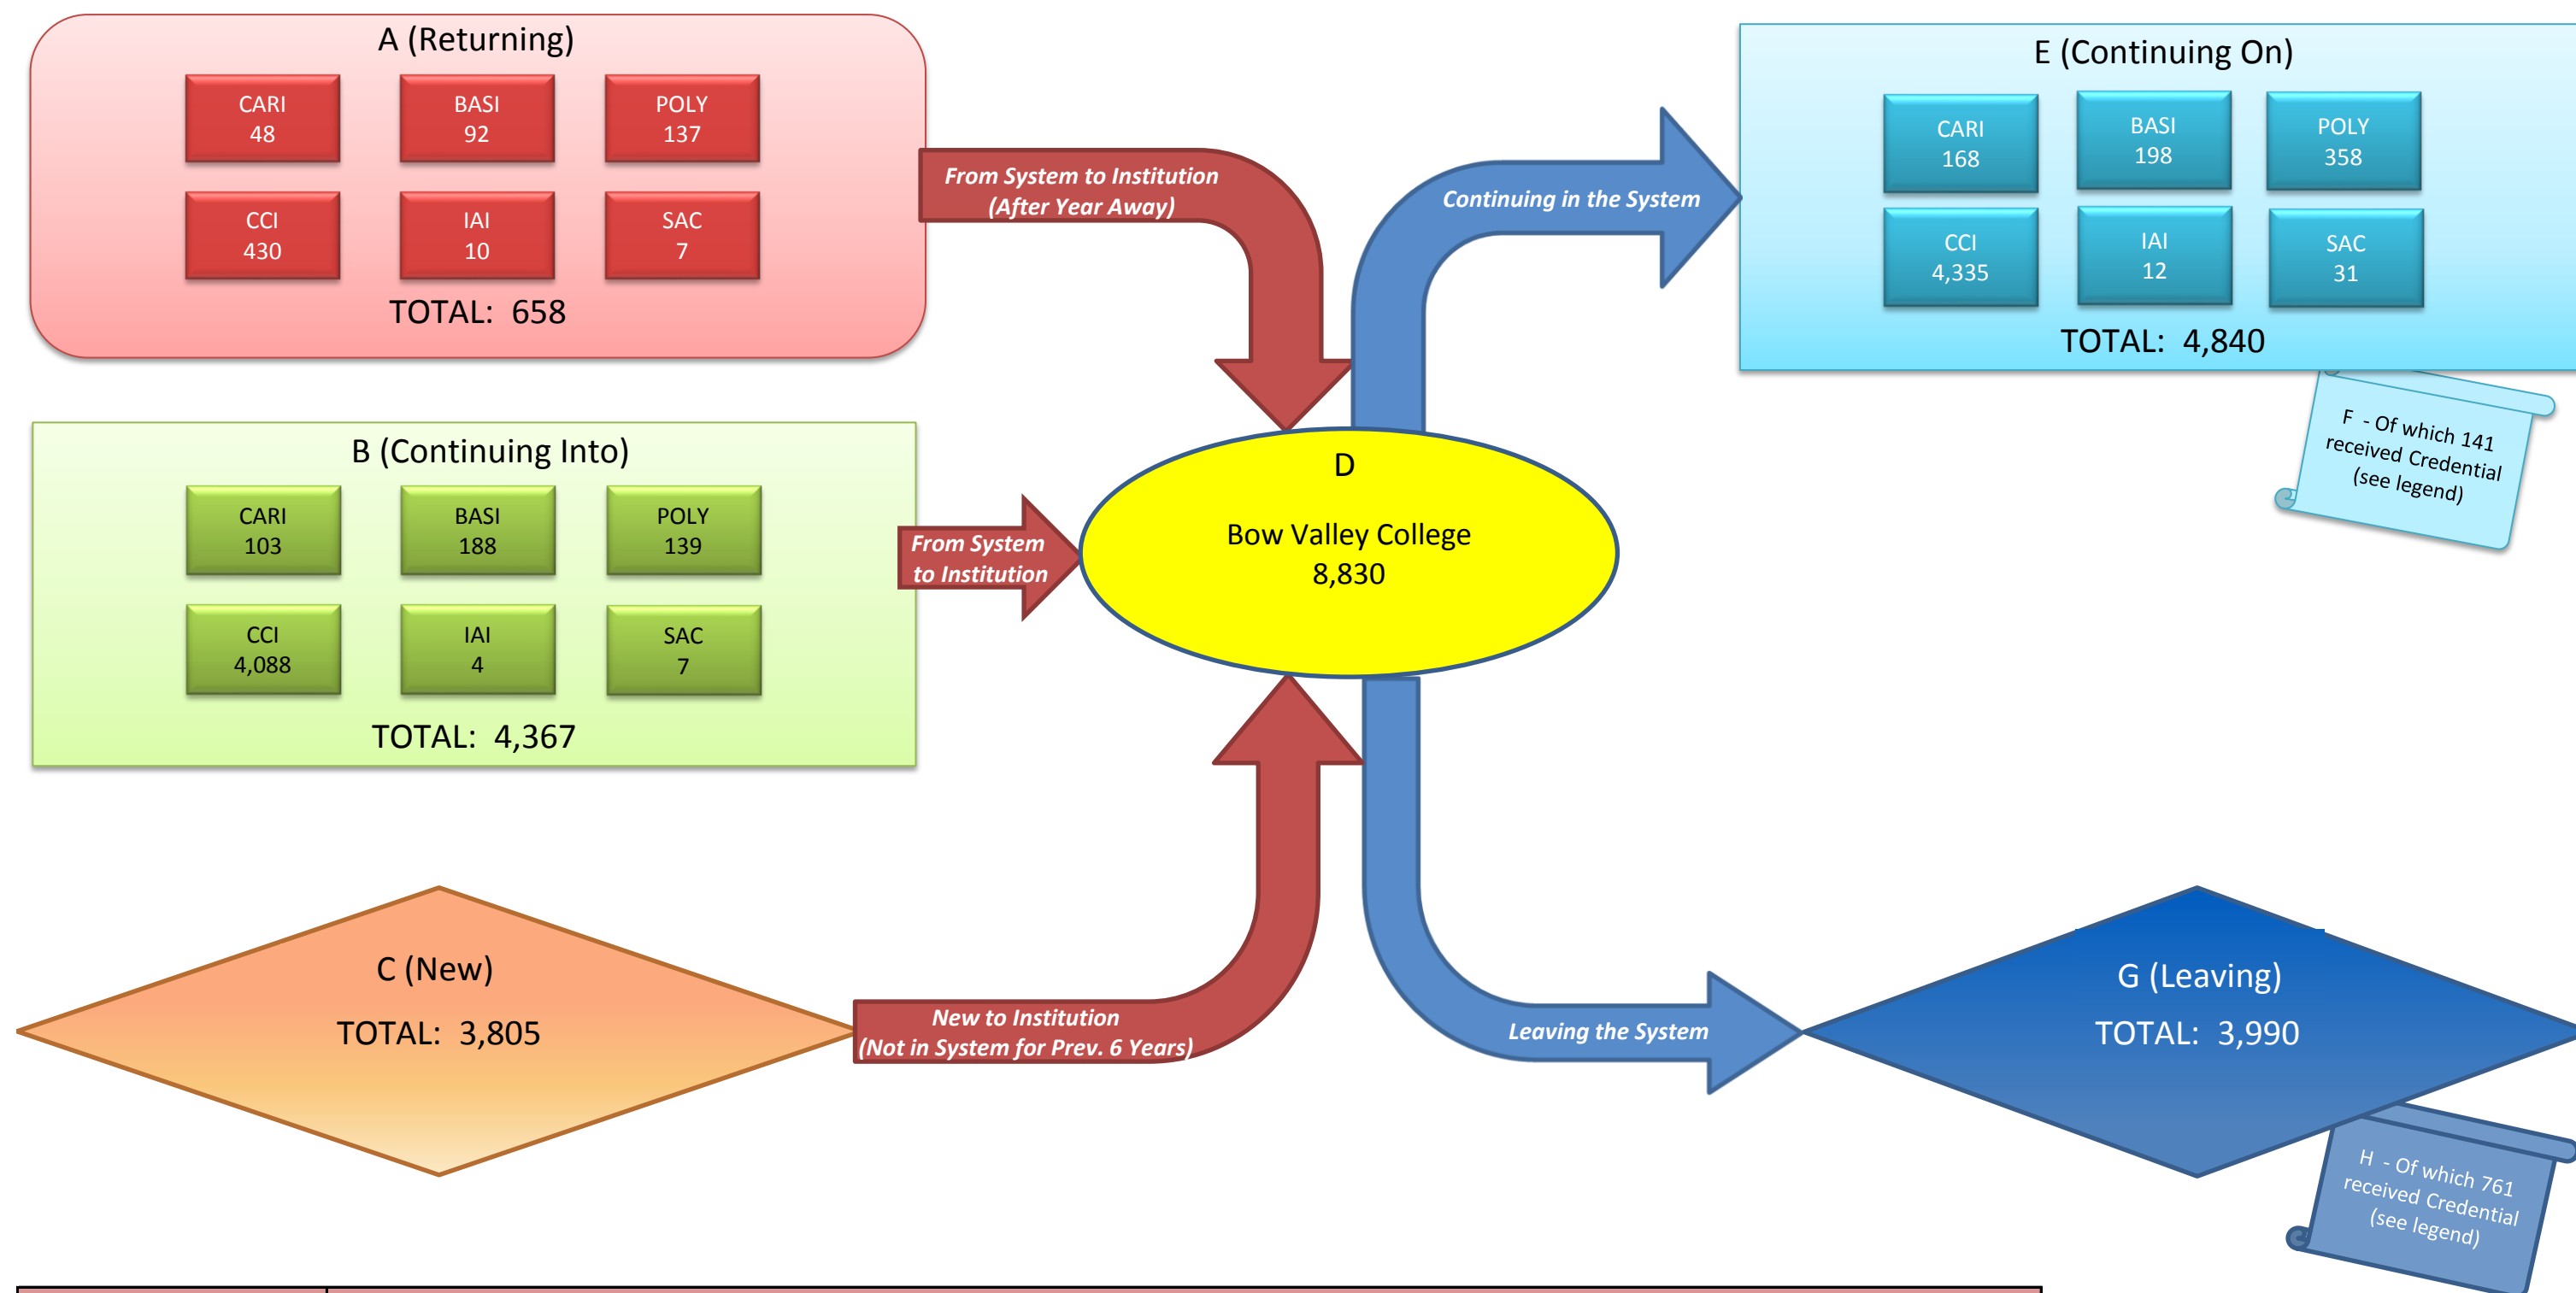 A (Returning)
CARI
48
BASI
92
POLY
137
CCI
430
IAI
10
SAC
7
TOTAL:  658
From System to Institution
(After Year Away)
Continuing in the System
E (Continuing On)
CARI
168
BASI
198
POLY
358
CCI
4,335
IAI
12
SAC
31
TOTAL:  4,840
F  - Of which 141
received Credential
(see legend)
B (Continuing Into)
CARI
103
BASI
188
POLY
139
CCI
4,088
IAI
4
SAC
7
TOTAL:  4,367
From System
to Institution
D
Bow Valley College
8,830
C (New)
TOTAL:  3,805
New to Institution
(Not in System for Prev. 6 Years)
Leaving the System
G (Leaving)
TOTAL:  3,990
H  - Of which 761
received Credential
(see legend)